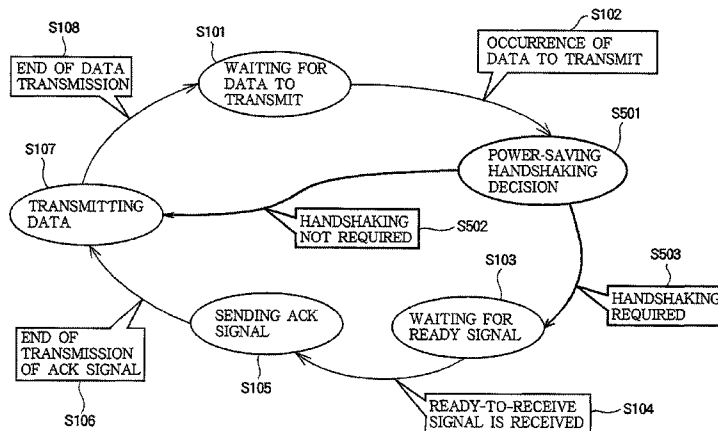 S108
S101
S102
END OF DATA
TRANSMISSION
WAITING FOR
DATA TO
TRANSMIT
OCCURRENCE OF
DATA TO TRANSMIT
S501
S107
POWER-SAVING
HANDSHAKING
DECISION
TRANSMITTING
DATA
HANDSHAKING
NOT REQUIRED
S502
S103
S503
SENDING ACK
SIGNAL
WAITING FOR
READY SIGNAL
HANDSHAKING
REQUIRED
END OF
TRANSMISSION
OF ACK SIGNAL
S105
S106
READY-TO-RECEIVE
SIGNAL IS RECEIVED
S104